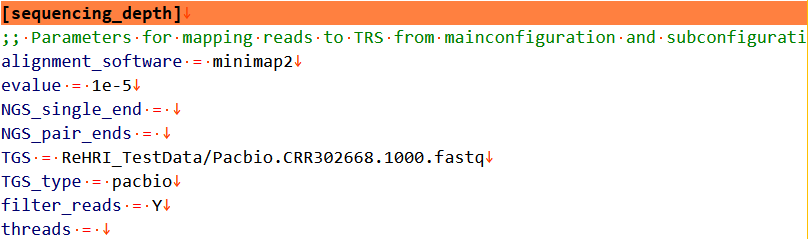 [sequencing_depth]
;; Parameters for mapping reads to TRS from mainconfiguration and subconfigurati
alignment_software = minimap2
evalue = 1e-5
NGS_single_end =
NGS_pair_ends =
TGS = ReHRI_TestData/Pacbio.CRR302668.1000.fastq
TGS_type = pacbio
filter_reads = Y
threads =